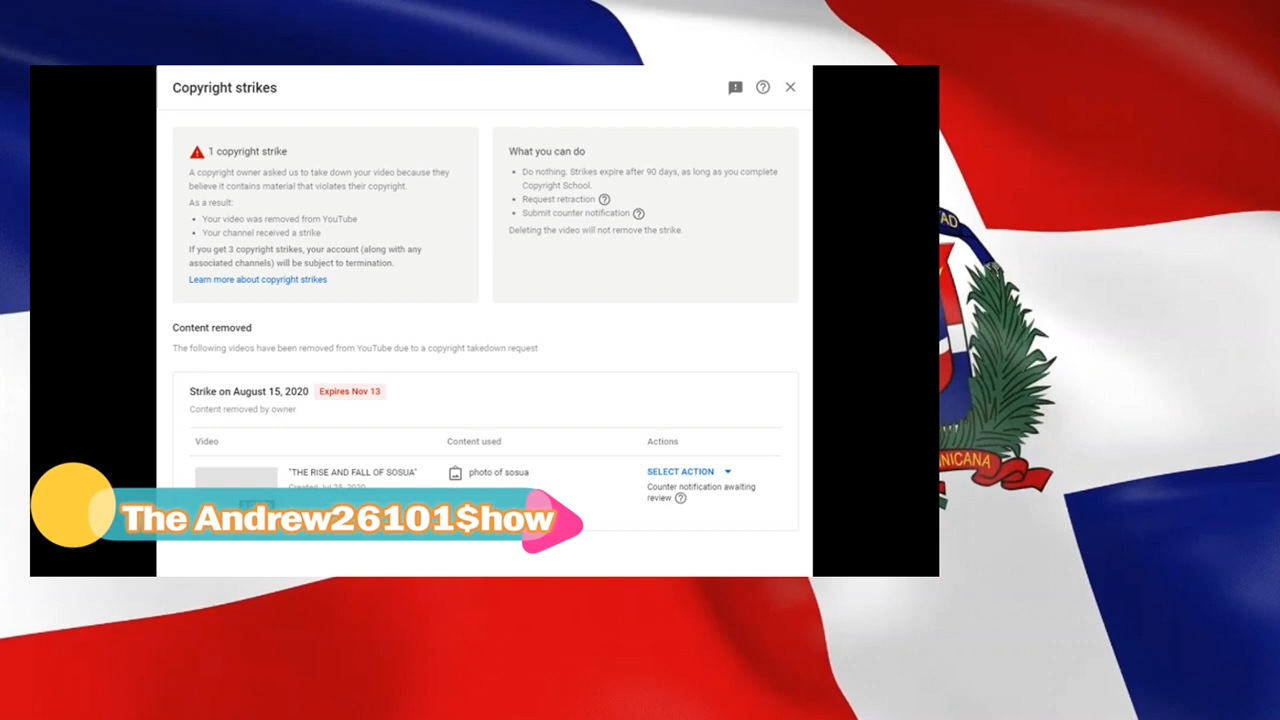 Copyright strikes
1 copyright strike
A copyright owner asked us to take down your video because they
believe it contains material that violates their copyright.
As a result:
• Your video was removed from YouTube
• Your channel received a strike
If you get 3 copyright strikes, your account (along with any
associated channels) will be subject to termination.
Learn more about copyright strikes
What you can do
• Do nothing. Strikes expire after 90 days, as long as you complete
Copyright School.
• Request retraction
• Submit counter notification
Deleting the video will not remove the strike.
Content removed
The following videos have been removed from YouTube due to a copyright takedown request
Strike on August 15, 2020 Expires Nov 13
Content removed by owner
Video Content used Actions
"THE RISE AND FALL OF SOSUA" photo of sosua SELECT ACTION
Created Jul 25, 2020
Counter notification awaiting
review
The Andrew26101$how
AD
NICANA